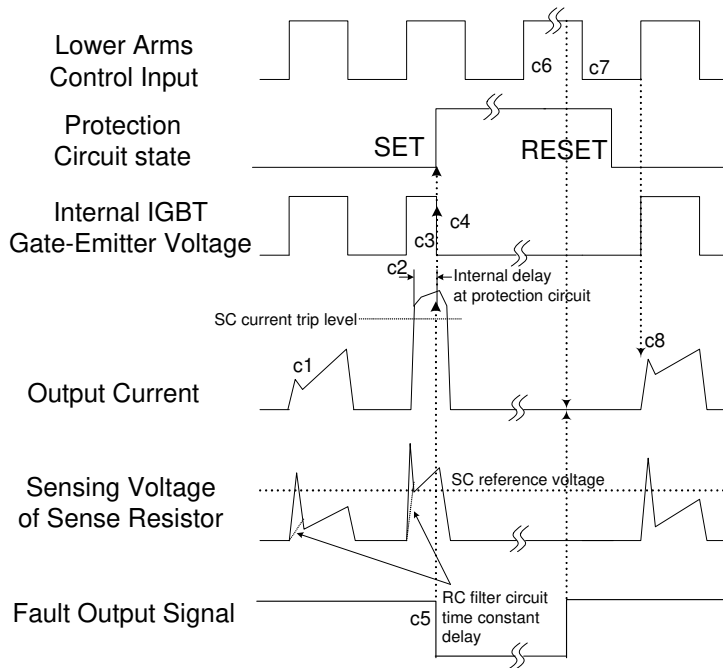 Lower Arms
Control Input
c6
c7
Protection
Circuit state
SET
RESET
Internal IGBT
Gate-Emitter Voltage
c3
c4
c2
Internal delay
at protection circuit
SC current trip level
c1
c8
Output Current
Sensing Voltage
of Sense Resistor
SC reference voltage
Fault Output Signal
c5
RC filter circuit
time constant
delay